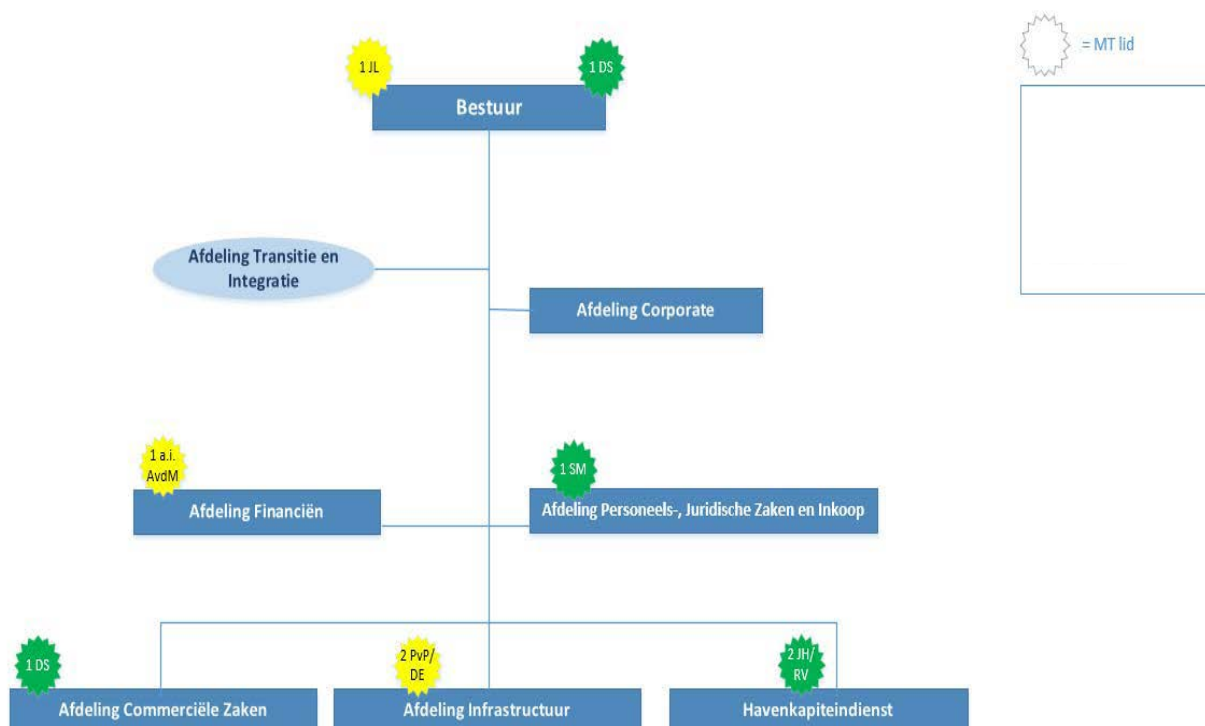 = MT lid
1 JL
1 DS
Bestuur
Afdeling Transitie en
Integratie
Afdeling Corporate
1 a.i.
AvdM
1 SM
Afdeling Financiën
Afdeling Personeels-, Juridische Zaken en Inkoop
1 DS
2 PvP/
DE
2 JH/
RV
Afdeling Commerciële Zaken
Afdeling Infrastructuur
Havenkapiteindienst